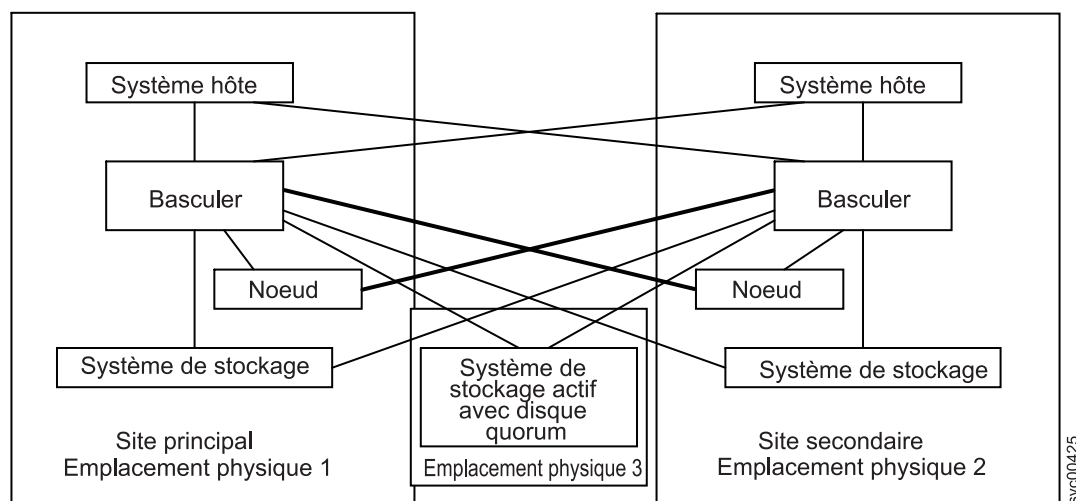 Système hôte
Système hôte
Basculer
Basculer
Noeud
Noeud
Système de stockage
Système de
stockage actif
avec disque
quorum
Système de stockage
Site principal
Emplacement physique 1
Emplacement physique 3
Site secondaire
Emplacement physique 2
svc00425